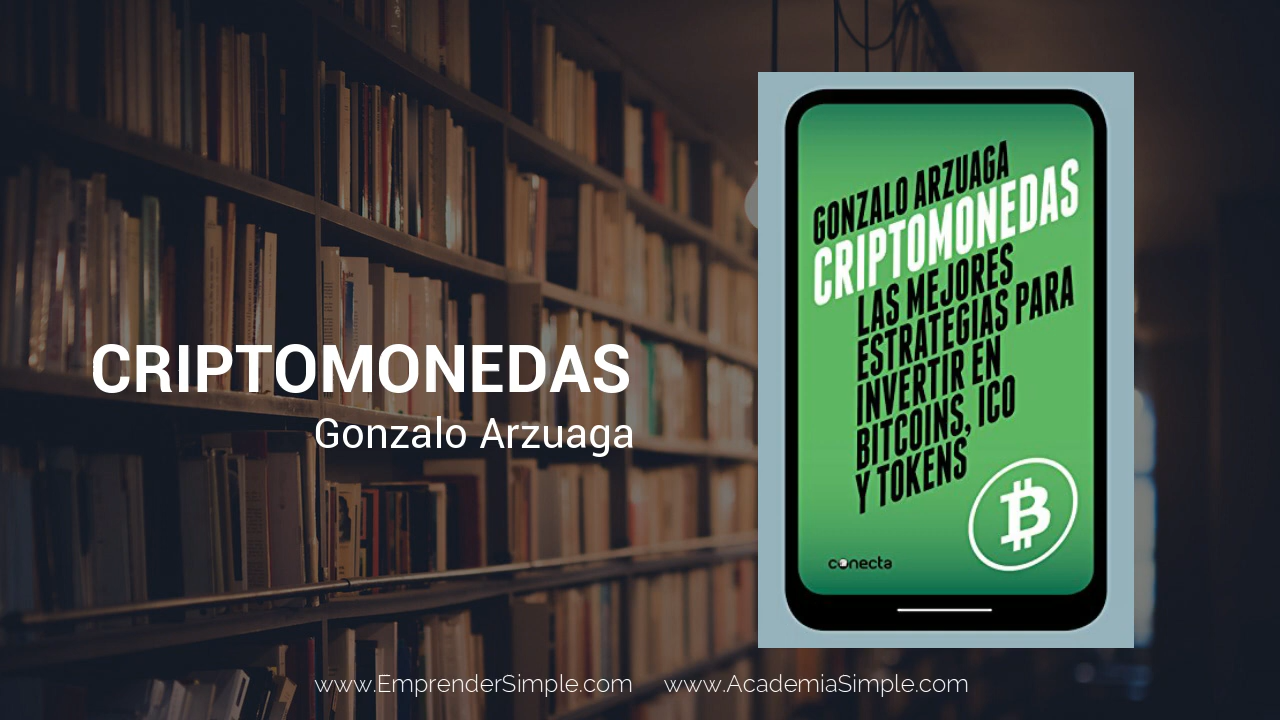 CRIPTOMONEDAS
Gonzalo Arzuaga
GONZALO ARZUAGA
CRIPTOMONEDAS
LAS MEJORES
ESTRATEGIAS PARA
INVERTIR EN
BITCOINS, ICO
Y TOKENS
conecta
www.EmprenderSimple.com
www.AcademiaSimple.com